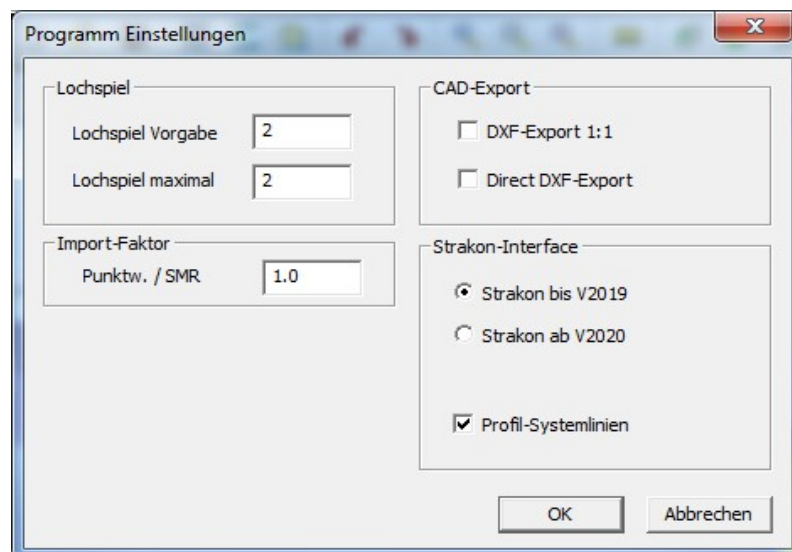 Programm Einstellungen
Lochspiel
Lochspiel Vorgabe 2
Lochspiel maximal 2
Import-Faktor
Punktw. / SMR 1.0
CAD-Export
DXF-Export 1:1
Direct DXF-Export
Strakon-Interface
Strakon bis V2019
Strakon ab V2020
Profil-Systemlinien
OK Abbrechen